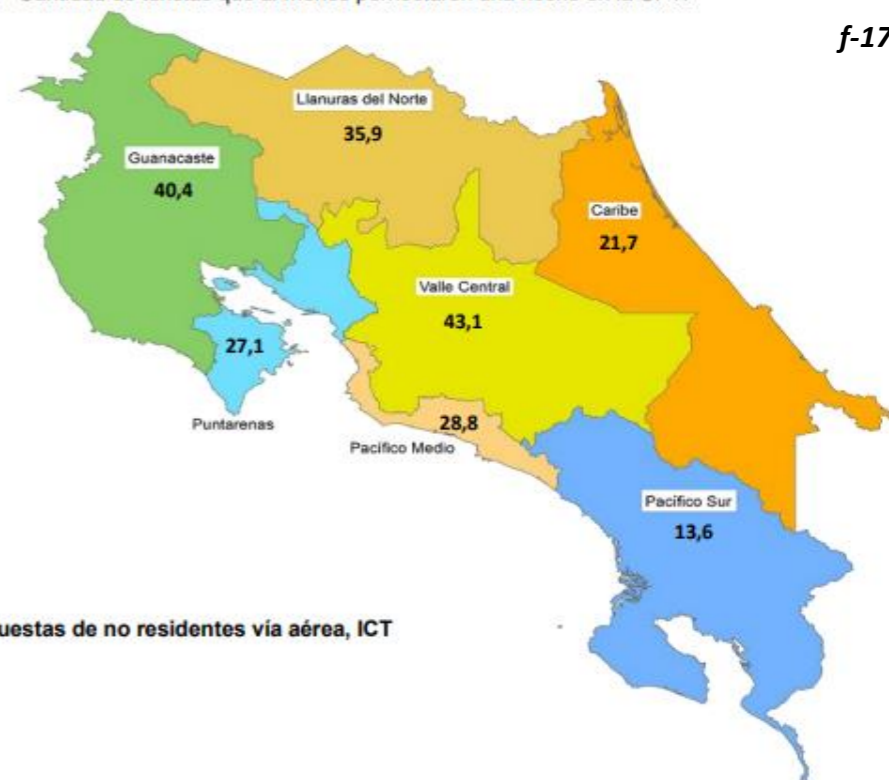 f-17
Llanuras del Norte
35,9
Guanacaste
40,4
Caribe
21,7
Valle Central
43,1
27,1
Puntarenas
28,8
Pacífico Medio
Pacífico Sur
13,6
uestas de no residentes vía aérea, ICT